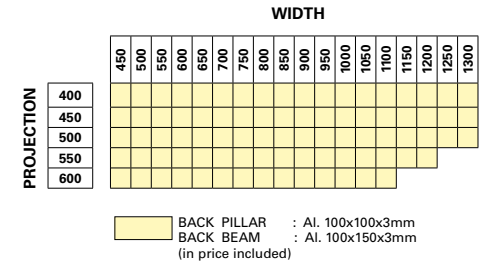 WIDTH
450 500 550 600 650 700 750 800 850 900 950 1000 1050 1100 1150 1200 1250 1300
PROJECTION
400
450
500
550
600
BACK PILLAR : Al. 100x100x3mm
BACK BEAM : Al. 100x150x3mm
(in price included)